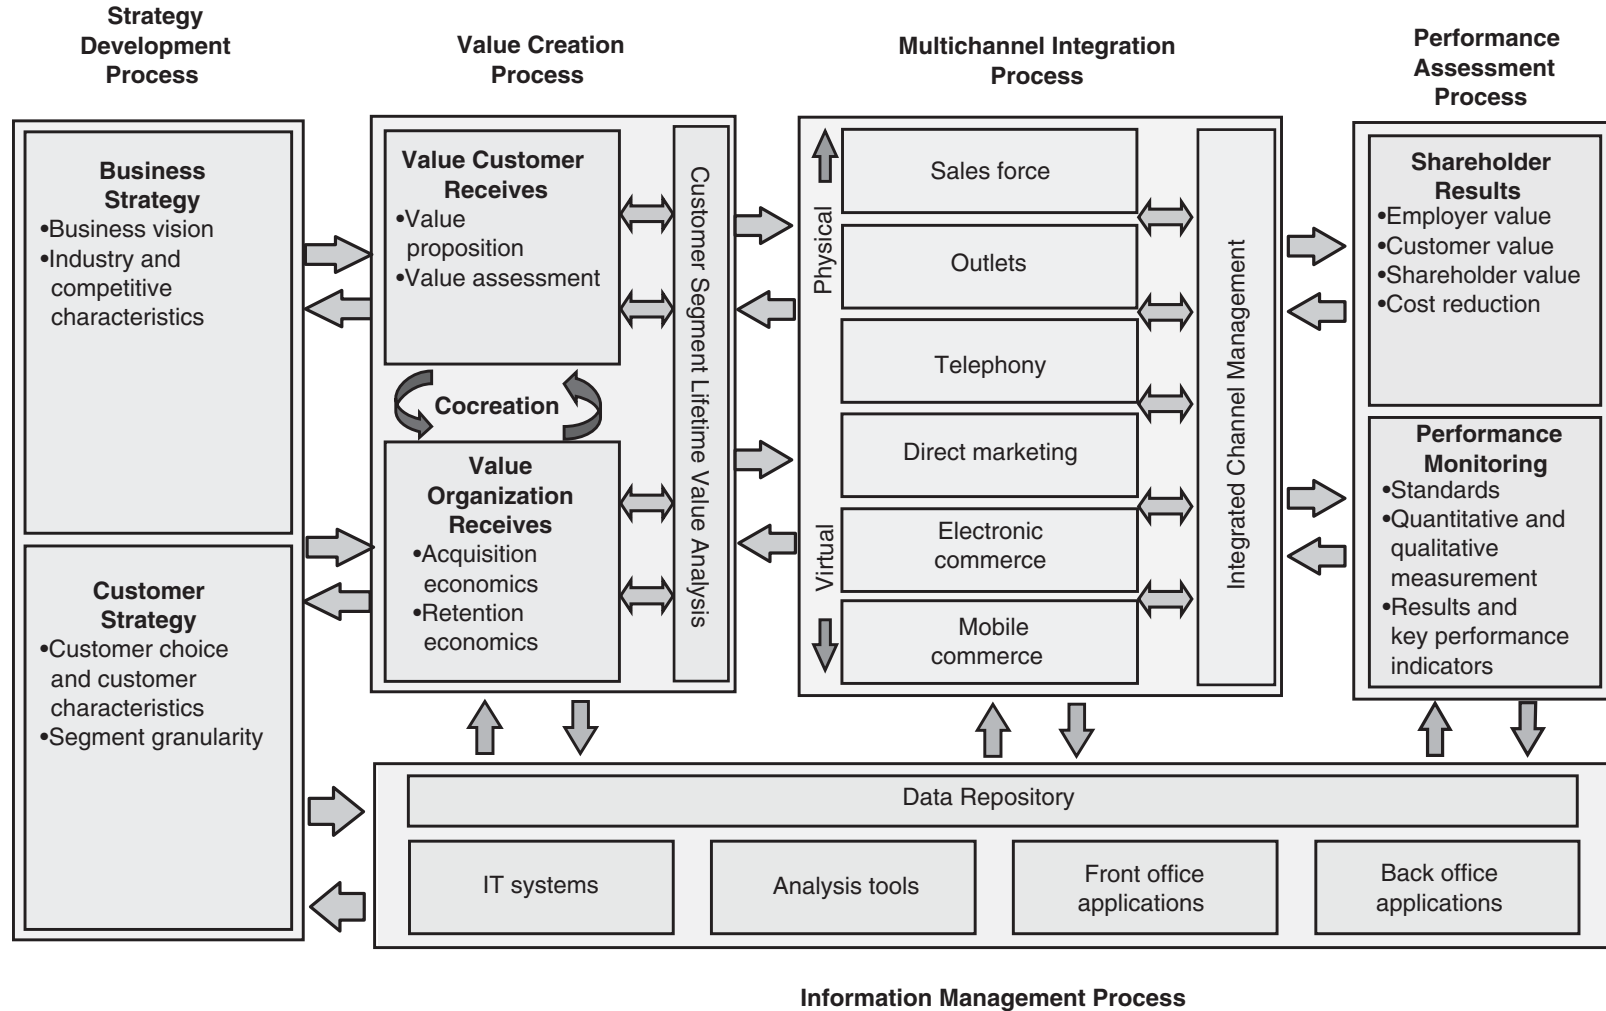 Strategy
Development
Process
Business
Strategy
•Business vision
•Industry and
competitive
characteristics
Customer
Strategy
•Customer choice
and customer
characteristics
•Segment granularity
Value Creation
Process
Value Customer
Receives
•Value
proposition
•Value assessment
Cocreation
Value
Organization
Receives
•Acquisition
economics
•Retention
economics
Customer Segment Lifetime Value Analysis
Multichannel Integration
Process
Physical
Virtual
Sales force
Outlets
Telephony
Direct marketing
Electronic
commerce
Mobile
commerce
Integrated Channel Management
Performance
Assessment
Process
Shareholder
Results
•Employer value
•Customer value
•Shareholder value
•Cost reduction
Performance
Monitoring
•Standards
•Quantitative and
qualitative
measurement
•Results and
key performance
indicators
Data Repository
IT systems
Analysis tools
Front office
applications
Back office
applications
Information Management Process